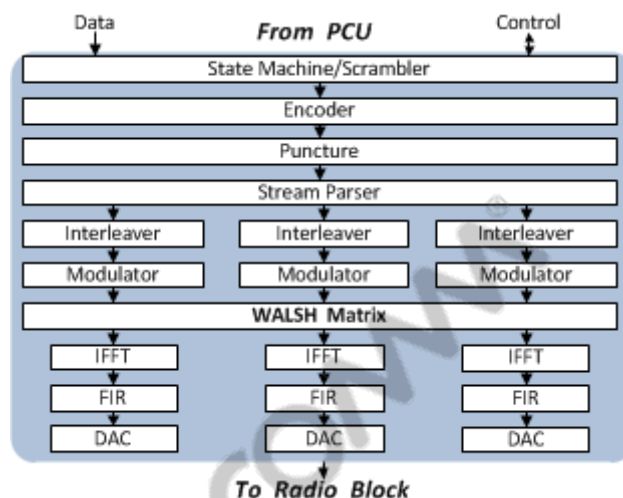 Data From PCU Control
State Machine/Scrambler
Encoder
Puncture
Stream Parser
Interleaver Interleaver Interleaver
Modulator Modulator Modulator
WALSH Matrix
IFFT IFFT IFFT
FIR FIR FIR
DAC DAC DAC
To Radio Block